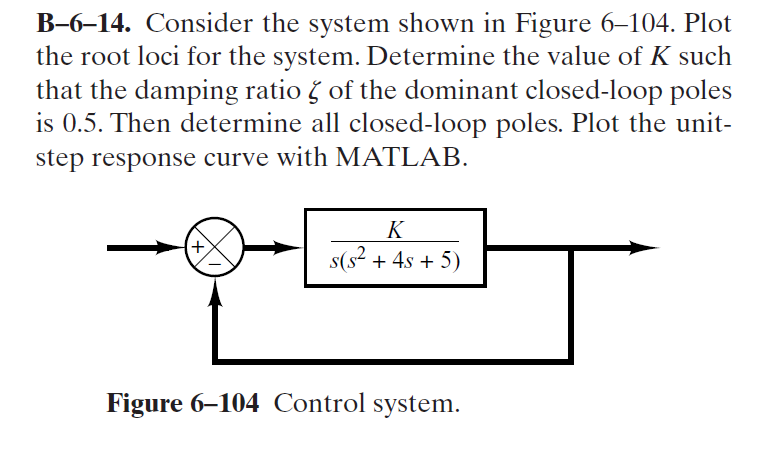 B–6–14. Consider the system shown in Figure 6–104. Plot
the root loci for the system. Determine the value of K such
that the damping ratio ζ of the dominant closed-loop poles
is 0.5. Then determine all closed-loop poles. Plot the unit-
step response curve with MATLAB.
K
+
s(s² + 4s + 5)
–
Figure 6–104 Control system.